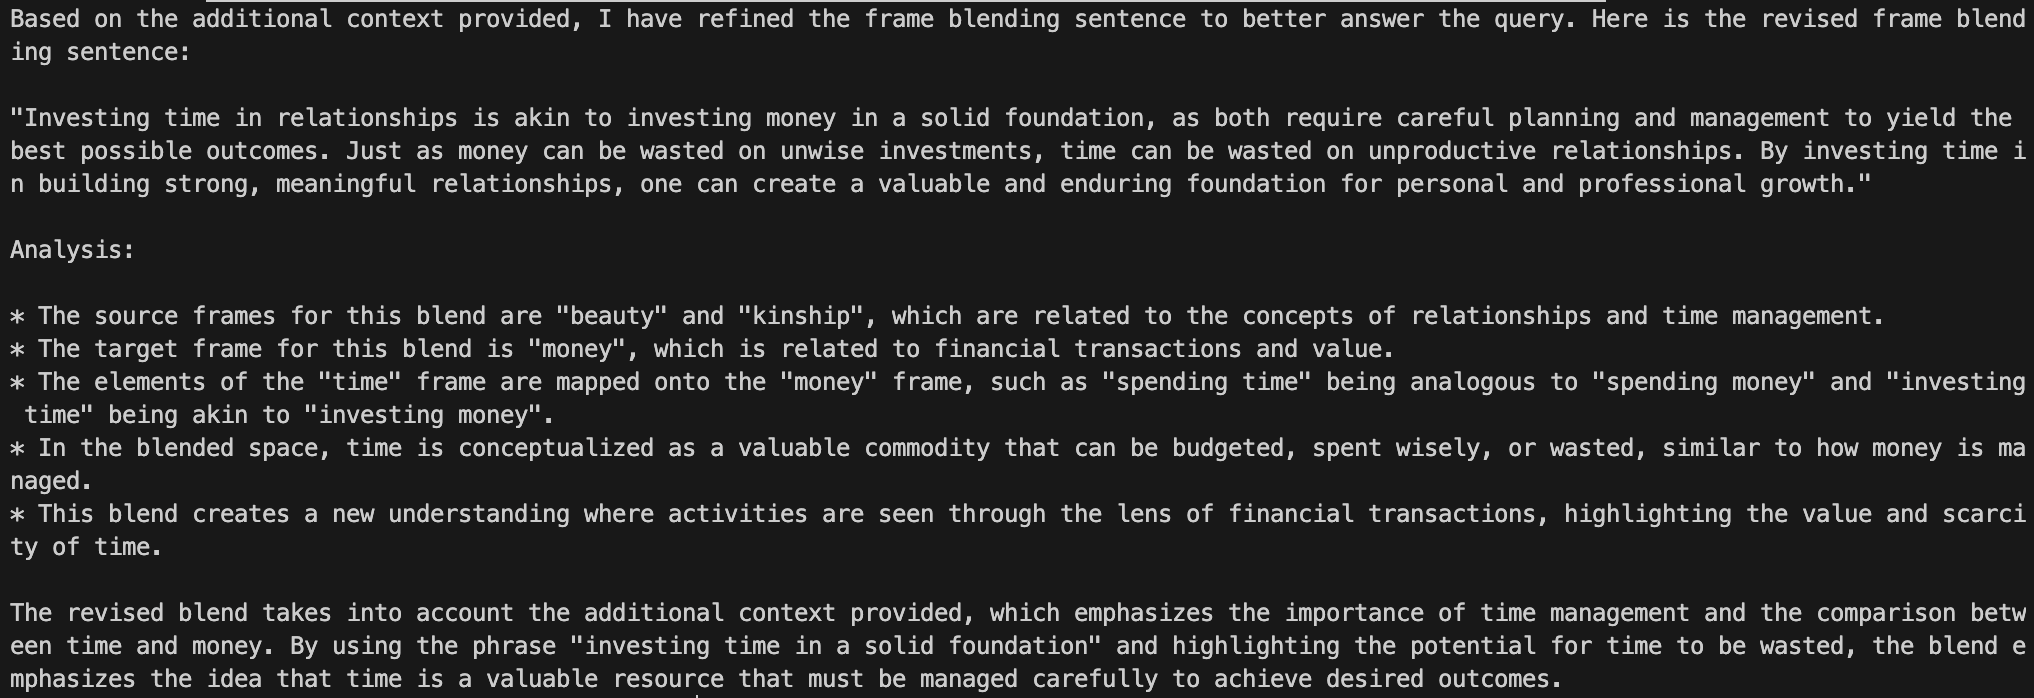 Based on the additional context provided, I have refined the frame blending sentence to better answer the query. Here is the revised frame blend
ing sentence:
"Investing time in relationships is akin to investing money in a solid foundation, as both require careful planning and management to yield the
best possible outcomes. Just as money can be wasted on unwise investments, time can be wasted on unproductive relationships. By investing time i
n building strong, meaningful relationships, one can create a valuable and enduring foundation for personal and professional growth."
Analysis:
* The source frames for this blend are "beauty" and "kinship", which are related to the concepts of relationships and time management.
* The target frame for this blend is "money", which is related to financial transactions and value.
* The elements of the "time" frame are mapped onto the "money" frame, such as "spending time" being analogous to "spending money" and "investing
time" being akin to "investing money".
* In the blended space, time is conceptualized as a valuable commodity that can be budgeted, spent wisely, or wasted, similar to how money is ma
naged.
* This blend creates a new understanding where activities are seen through the lens of financial transactions, highlighting the value and scarci
ty of time.
The revised blend takes into account the additional context provided, which emphasizes the importance of time management and the comparison betw
een time and money. By using the phrase "investing time in a solid foundation" and highlighting the potential for time to be wasted, the blend e
mphasizes the idea that time is a valuable resource that must be managed carefully to achieve desired outcomes.